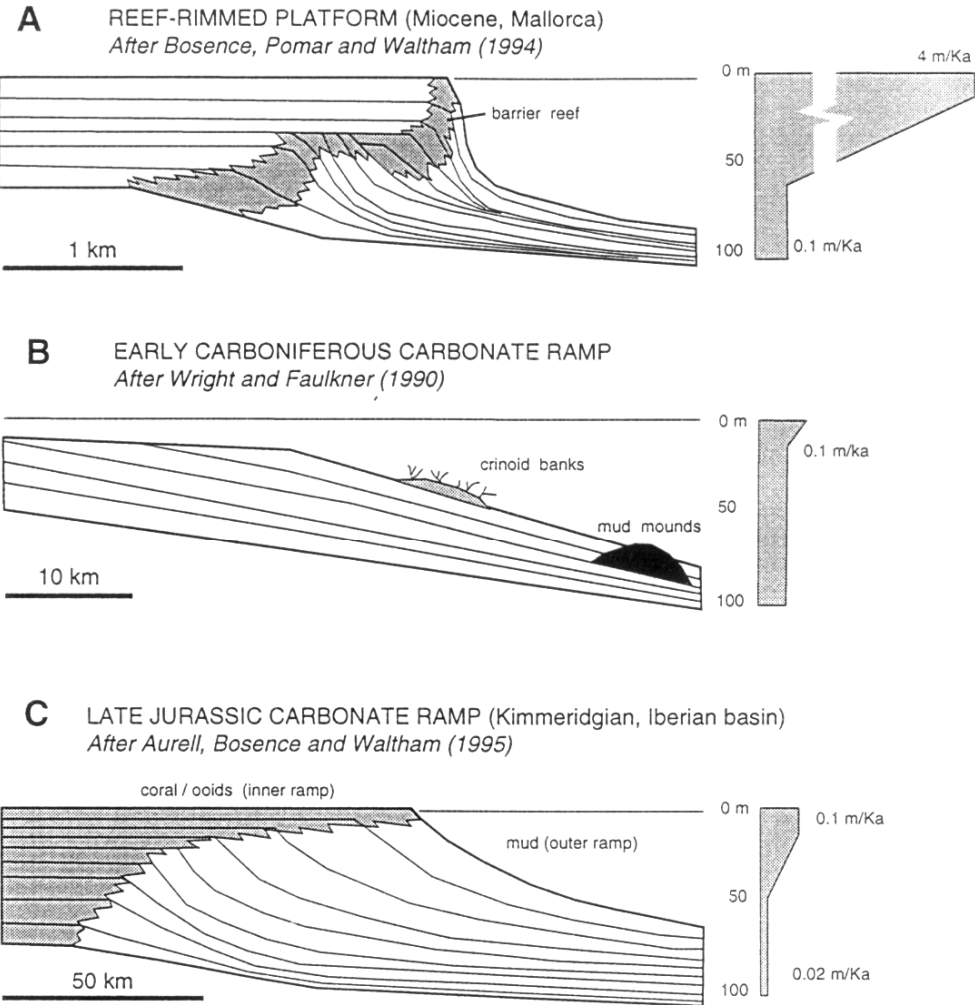 A
REEF-RIMMED PLATFORM (Miocene, Mallorca)
After Bosence, Pomar and Waltham (1994)
4 m/Ka
0 m
barrier reef
50
1 km
100
0.1 m/Ka
B
EARLY CARBONIFEROUS CARBONATE RAMP
After Wright and Faulkner (1990)
0 m
0.1 m/ka
crinoid banks
50
mud mounds
10 km
100
C
LATE JURASSIC CARBONATE RAMP (Kimmeridgian, Iberian basin)
After Aurell, Bosence and Waltham (1995)
coral / ooids (inner ramp)
0 m
0.1 m/Ka
mud (outer ramp)
50
50 km
0.02 m/Ka
100